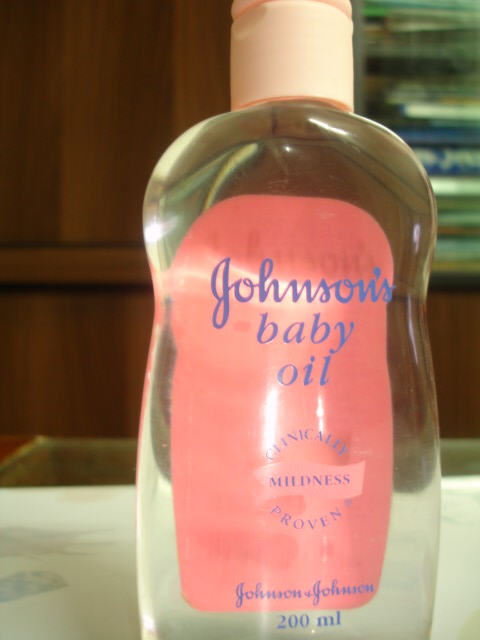 Johnson's
baby
oil
CLINICALLY
MILDNESS
PROVEN
Johnson & Johnson
200 ml